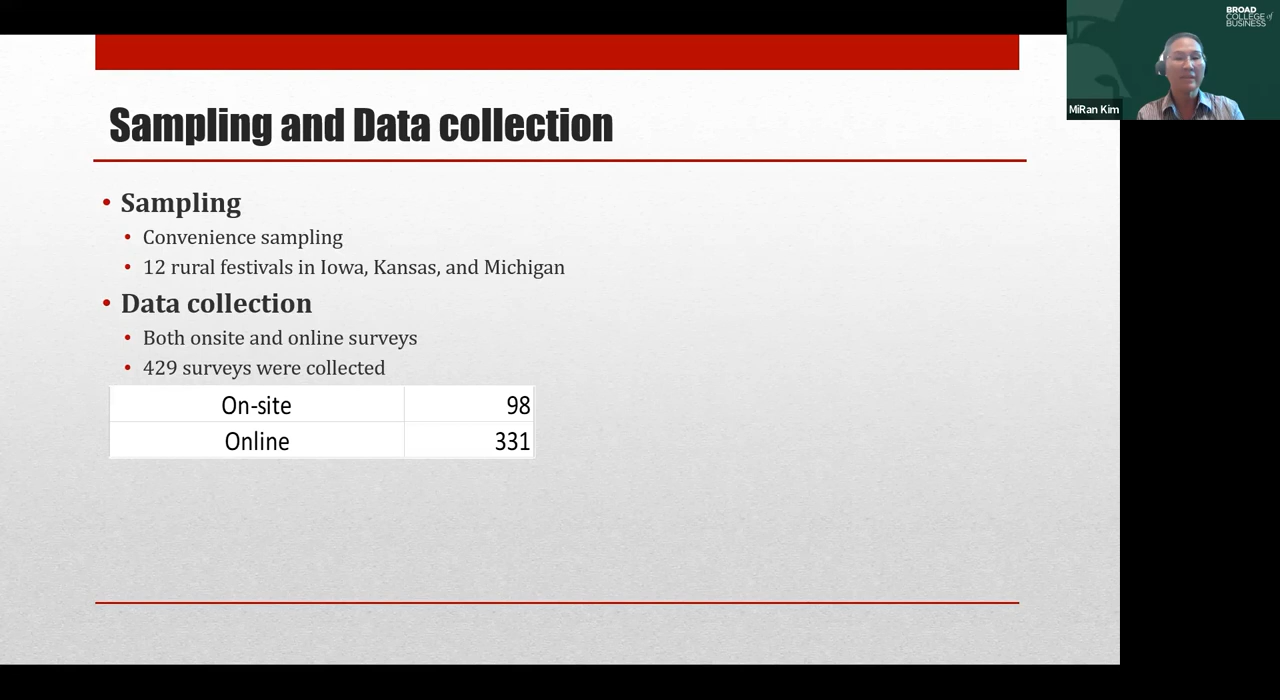 BROAD
COLLEGE of
BUSINESS
MiRan Kim
Sampling and Data collection
• Sampling
• Convenience sampling
• 12 rural festivals in Iowa, Kansas, and Michigan
• Data collection
• Both onsite and online surveys
• 429 surveys were collected
On-site 98
Online 331